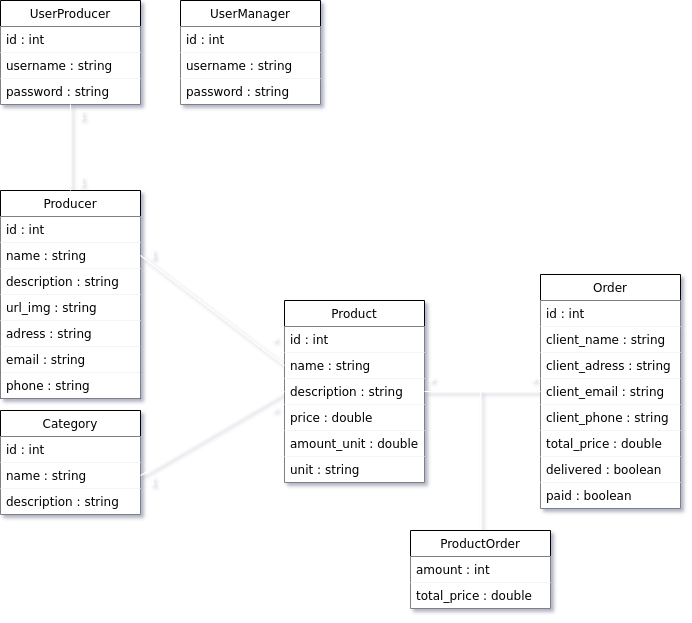 UserProducer
id : int
username : string
password : string
UserManager
id : int
username : string
password : string
1
1
Producer
id : int
name : string
description : string
url_img : string
adress : string
email : string
phone : string
1
*
Category
id : int
name : string
description : string
1
*
Product
id : int
name : string
description : string
price : double
amount_unit : double
unit : string
*
*
Order
id : int
client_name : string
client_adress : string
client_email : string
client_phone : string
total_price : double
delivered : boolean
paid : boolean
ProductOrder
amount : int
total_price : double